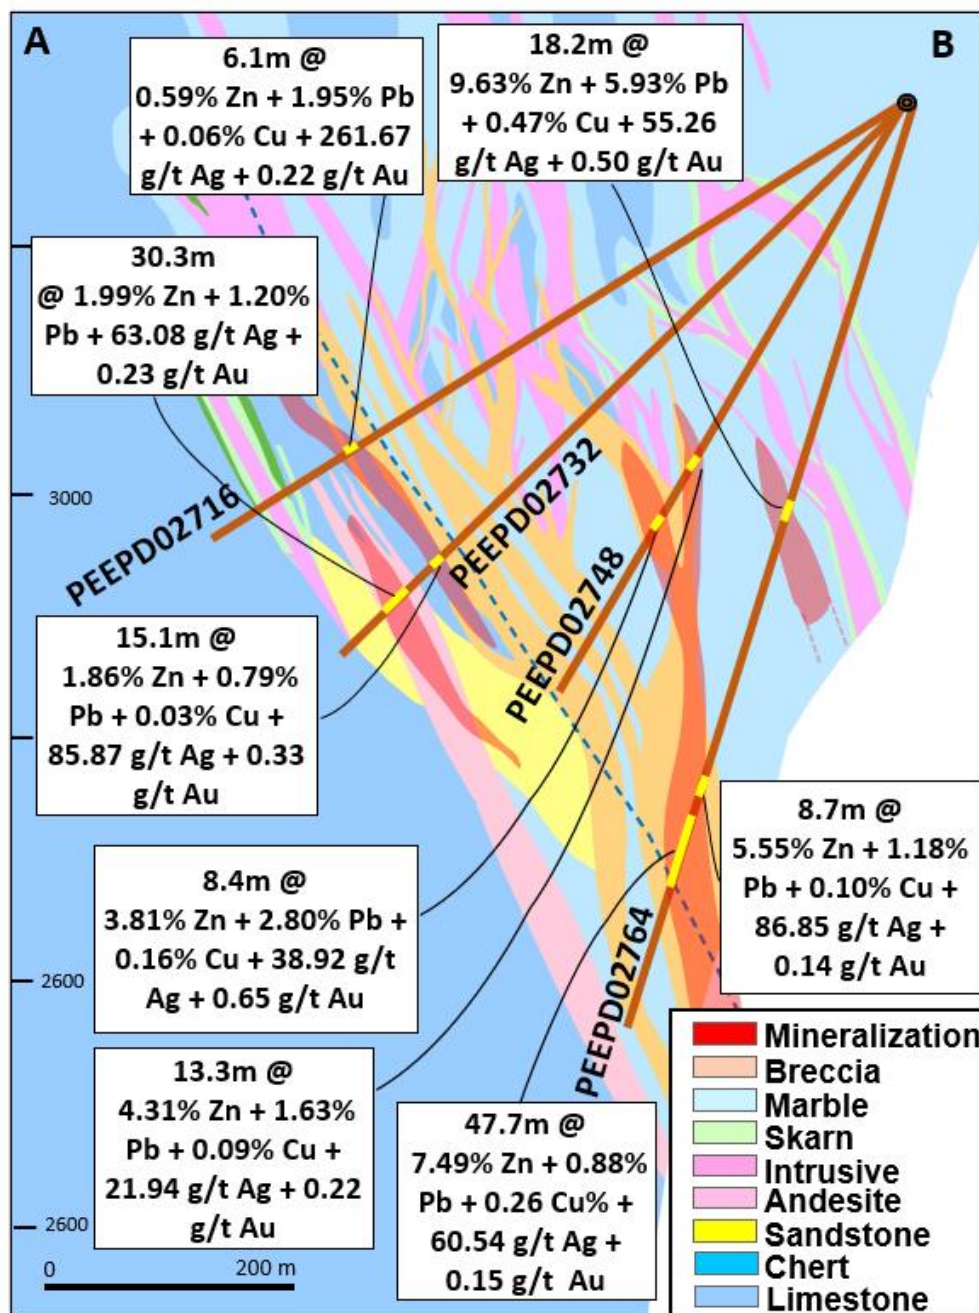 A
B
6.1m @
0.59% Zn + 1.95% Pb
+ 0.06% Cu + 261.67
g/t Ag + 0.22 g/t Au
18.2m @
9.63% Zn + 5.93% Pb
+ 0.47% Cu + 55.26
g/t Ag + 0.50 g/t Au
30.3m
@ 1.99% Zn + 1.20%
Pb + 63.08 g/t Ag +
0.23 g/t Au
3000
PEEPD02716
PEEPD02732
PEEPD02748
PEEPD02764
15.1m @
1.86% Zn + 0.79%
Pb + 0.03% Cu +
85.87 g/t Ag + 0.33
g/t Au
8.7m @
5.55% Zn + 1.18%
Pb + 0.10% Cu +
86.85 g/t Ag +
0.14 g/t Au
8.4m @
3.81% Zn + 2.80% Pb +
0.16% Cu + 38.92 g/t
Ag + 0.65 g/t Au
2600
13.3m @
4.31% Zn + 1.63%
Pb + 0.09% Cu +
21.94 g/t Ag + 0.22
g/t Au
47.7m @
7.49% Zn + 0.88%
Pb + 0.26 Cu% +
60.54 g/t Ag +
0.15 g/t Au
2600
0 200 m
Mineralization
Breccia
Marble
Skarn
Intrusive
Andesite
Sandstone
Chert
Limestone